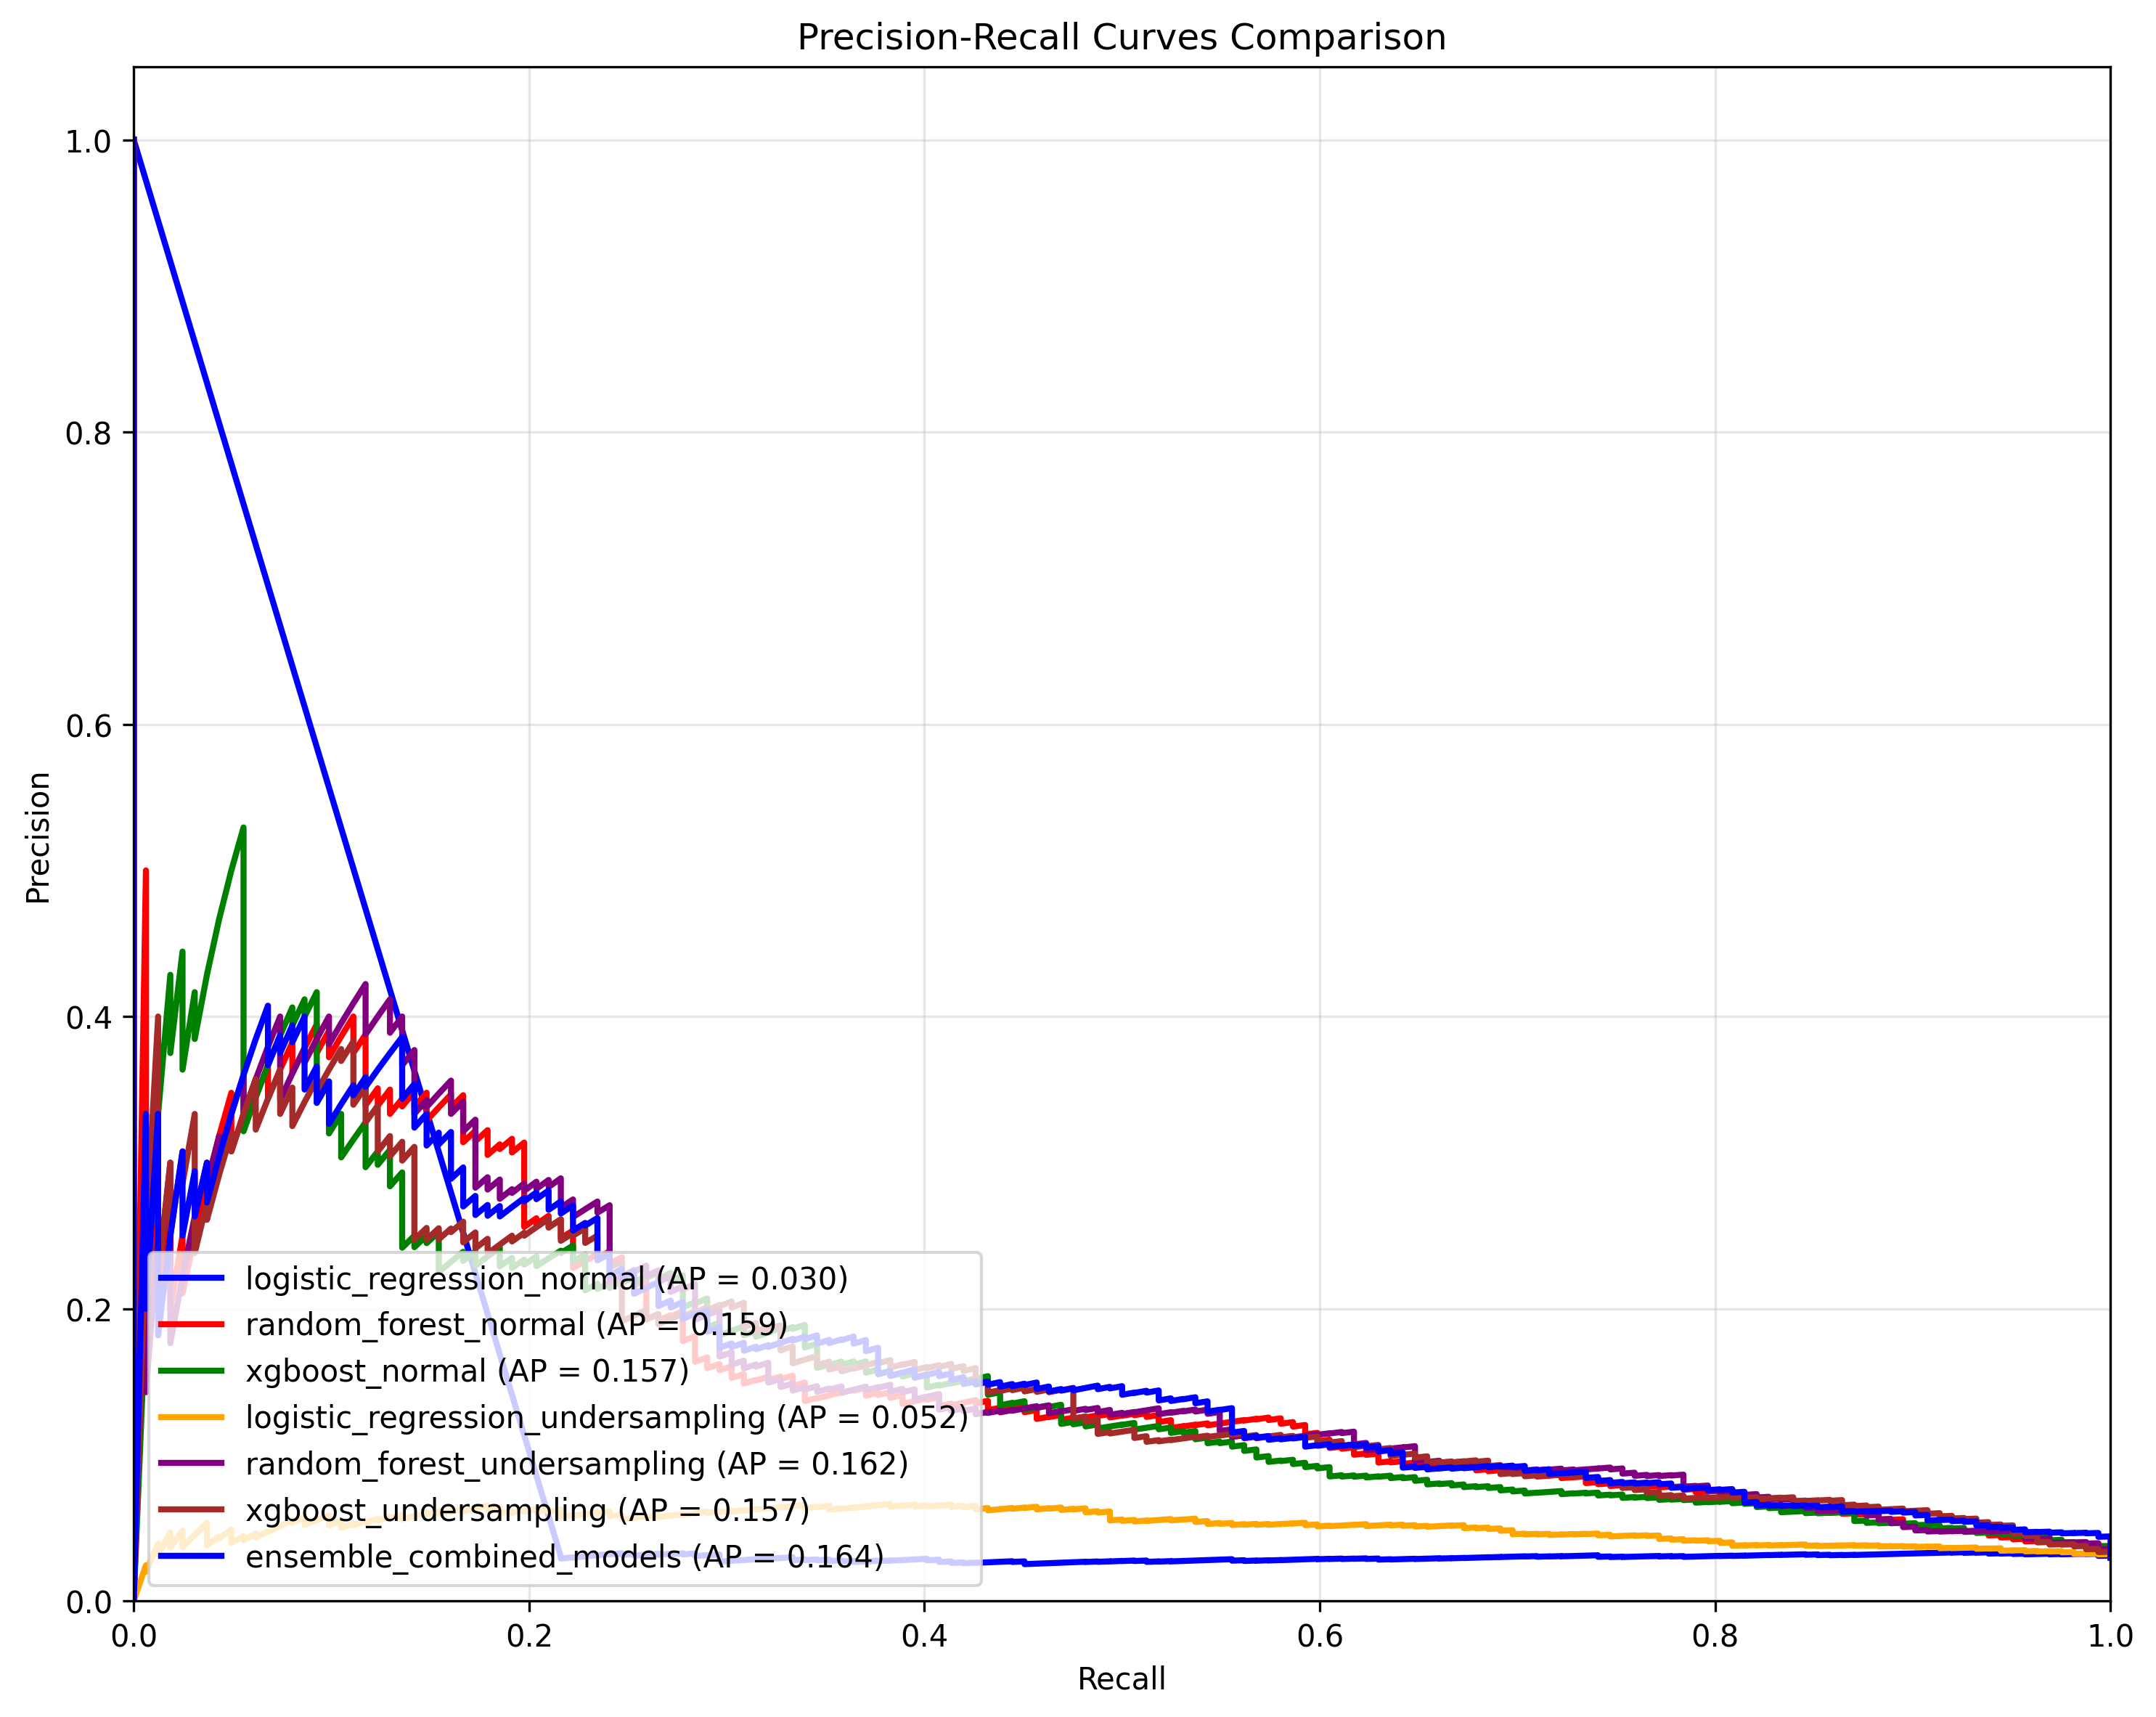 Precision-Recall Curves Comparison
1.0
0.8
0.6
0.4
0.2
0.0
Precision
logistic_regression_normal (AP = 0.030)
random_forest_normal (AP = 0.159)
xgboost_normal (AP = 0.157)
logistic_regression_undersampling (AP = 0.052)
random_forest_undersampling (AP = 0.162)
xgboost_undersampling (AP = 0.157)
ensemble_combined_models (AP = 0.164)
0.0 0.2 0.4 0.6 0.8 1.0
Recall